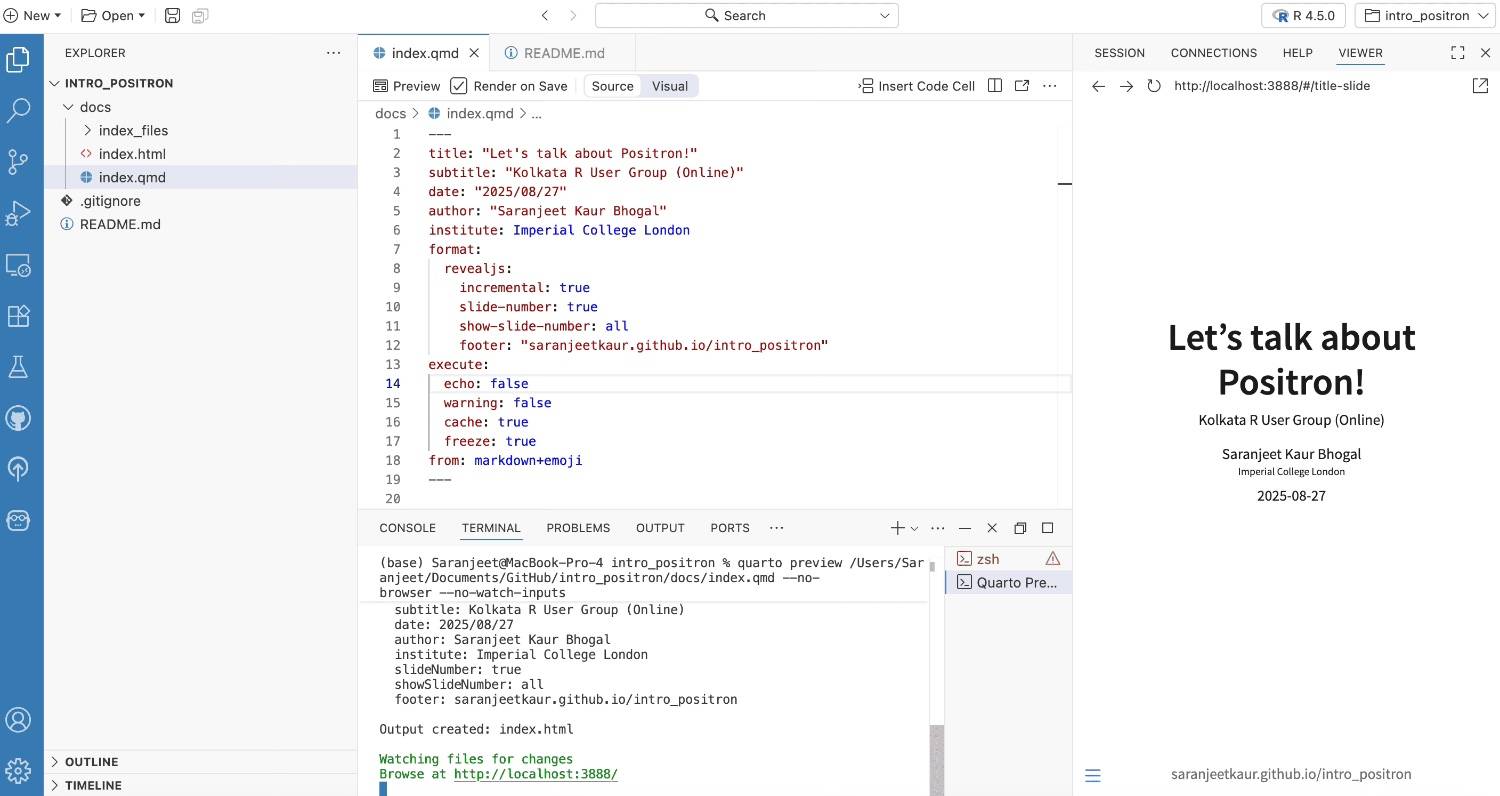 New Open Search R 4.5.0 intro_positron
EXPLORER
INTRO_POSITRON
docs
index_files
index.html
index.qmd
.gitignore
README.md
OUTLINE
TIMELINE
index.qmd README.md
Preview Render on Save Source Visual Insert Code Cell
docs > index.qmd > ...
1 ---
2 title: "Let's talk about Positron!"
3 subtitle: "Kolkata R User Group (Online)"
4 date: "2025/08/27"
5 author: "Saranjeet Kaur Bhogal"
6 institute: Imperial College London
7 format:
8 revealjs:
9 incremental: true
10 slide-number: true
11 show-slide-number: all
12 footer: "saranjeetkaur.github.io/intro_positron"
13 execute:
14 echo: false
15 warning: false
16 cache: true
17 freeze: true
18 from: markdown+emoji
19 ---
20
CONSOLE TERMINAL PROBLEMS OUTPUT PORTS
(base) Saranjeet@MacBook-Pro-4 intro_positron % quarto preview /Users/Sar
anjeet/Documents/GitHub/intro_positron/docs/index.qmd --no-
browser --no-watch-inputs
subtitle: Kolkata R User Group (Online)
date: 2025/08/27
author: Saranjeet Kaur Bhogal
institute: Imperial College London
slideNumber: true
showSlideNumber: all
footer: saranjeetkaur.github.io/intro_positron
Output created: index.html
Watching files for changes
Browse at http://localhost:3888/
zsh
Quarto Pre...
SESSION CONNECTIONS HELP VIEWER
http://localhost:3888/#/title-slide
Let’s talk about
Positron!
Kolkata R User Group (Online)
Saranjeet Kaur Bhogal
Imperial College London
2025-08-27
saranjeetkaur.github.io/intro_positron